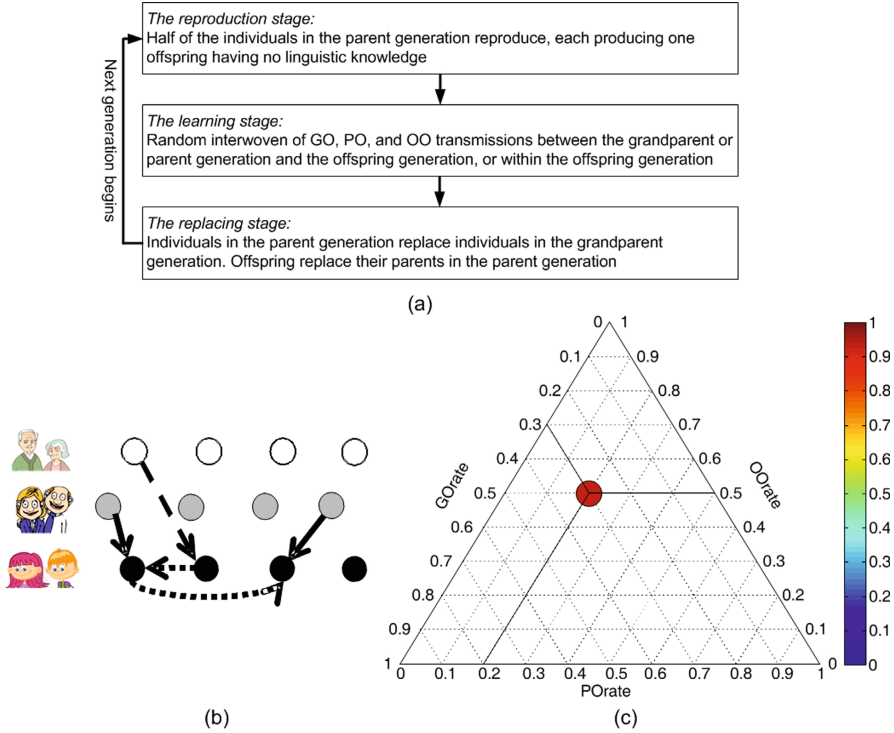 The reproduction stage:
Half of the individuals in the parent generation reproduce, each producing one
offspring having no linguistic knowledge
The learning stage:
Random interwoven of GO, PO, and OO transmissions between the grandparent or
parent generation and the offspring generation, or within the offspring generation
The replacing stage:
Individuals in the parent generation replace individuals in the grandparent
generation. Offspring replace their parents in the parent generation
Next generation begins
(a)
(b)
0 1
0.1 0.9
0.2 0.8
0.3
0.4 0.6
0.5 0.5
0.6 0.4
0.7
0.8 0.2
0.9 0.1
1 0
GOrate
OOrate
0 0.1 0.2 0.3 0.4 0.5 0.6 0.7 0.8 0.9 1
POrate
(c)
1
0.9
0.8
0.7
0.6
0.5
0.4
0.3
0.2
0.1
0